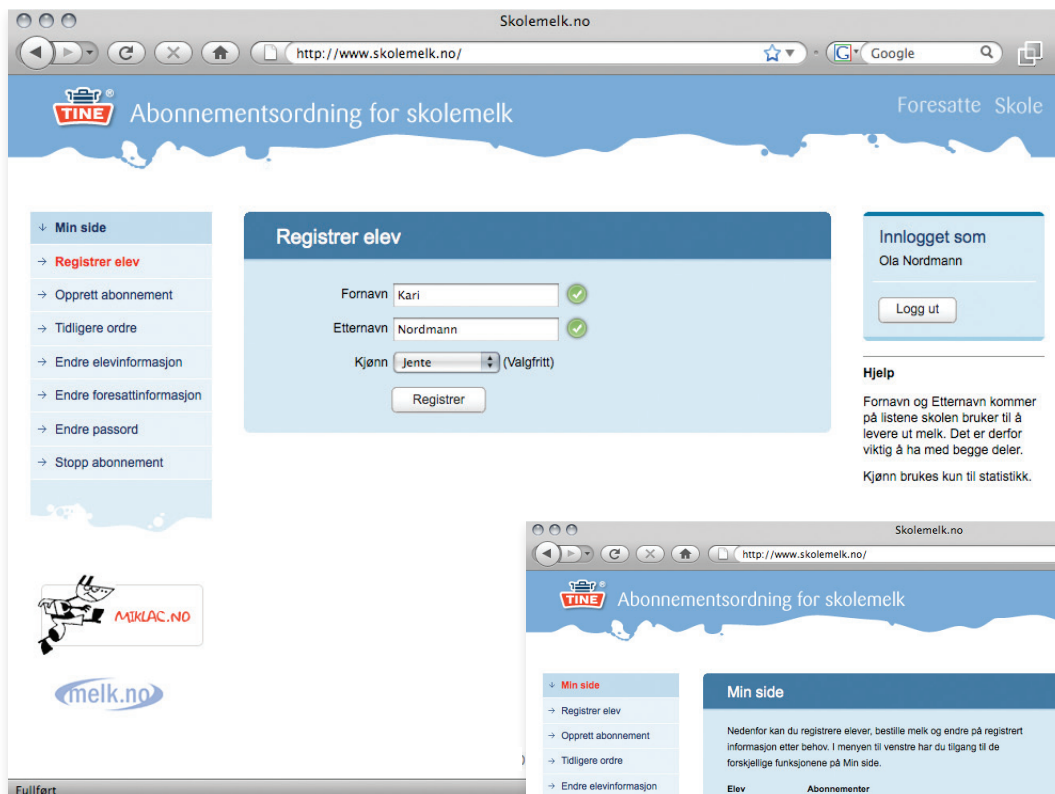 Skolemelk.no
http://www.skolemelk.no/
Google
TINE®
Abonnementsordning for skolemelk
Foresatte Skole
Min side
Registrer elev
Opprett abonnement
Tidligere ordre
Endre elevinformasjon
Endre foresattinformasjon
Endre passord
Stopp abonnement
Registrer elev
Fornavn Kari
Etternavn Nordmann
Kjønn Jente (Valgfritt)
Registrer
Innlogget som
Ola Nordmann
Logg ut
Hjelp
Fornavn og Etternavn kommer
på listene skolen bruker til å
levere ut melk. Det er derfor
viktig å ha med begge deler.
Kjønn brukes kun til statistikk.
MIKLAC.NO
melk.no
Fullført
Skolemelk.no
http://www.skolemelk.no/
TINE®
Abonnementsordning for skolemelk
Min side
Registrer elev
Opprett abonnement
Tidligere ordre
Endre elevinformasjon
Min side
Nedenfor kan du registrere elever, bestille melk og endre på registrert
informasjon etter behov. I menyen til venstre har du tilgang til de
forskjellige funksjonene på Min side.
Elev Abonnementer